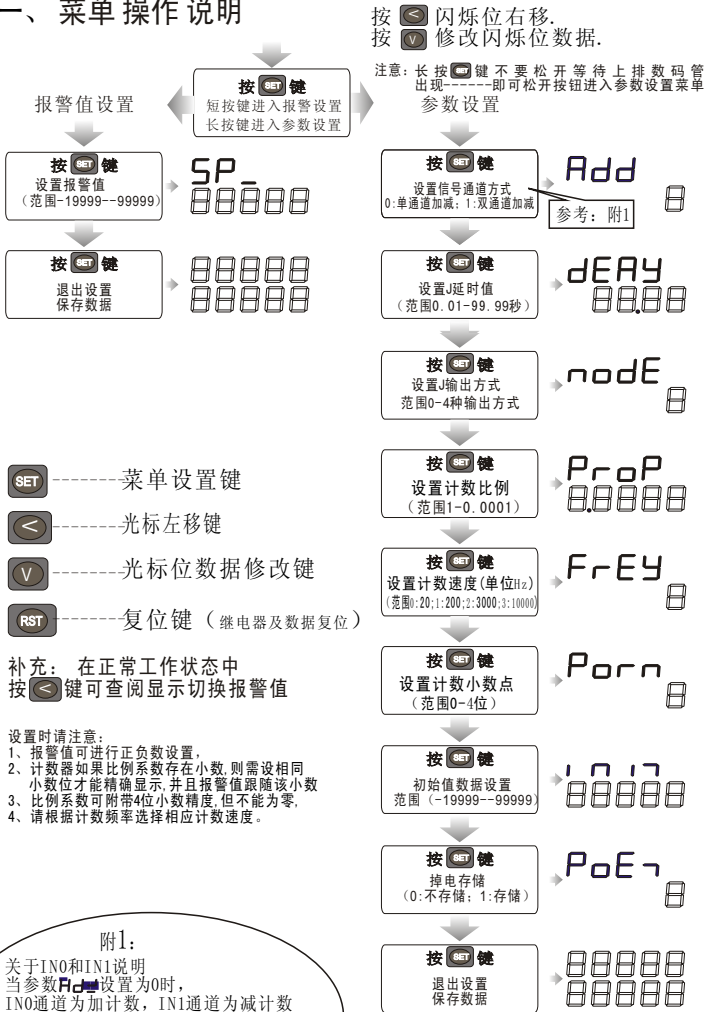 一、菜单操作说明
按 < 闪烁位右移.
按 V 修改闪烁位数据.
注意: 长按SET键不要松开等待上排数码管
出现------即可松开按钮进入参数设置菜单
按 SET 键
短按键进入报警设置
长按键进入参数设置
报警值设置
参数设置
按 SET 键
设置报警值
(范围-19999--99999)
SP_
88888
按 SET 键
退出设置
保存数据
88888
88888
按 SET 键
设置信号通道方式
0:单通道加减; 1:双通道加减
Add
8
参考: 附1
按 SET 键
设置J延时值
(范围0.01-99.99秒)
dEAY
88.88
按 SET 键
设置J输出方式
范围0-4种输出方式
nodE
8
按 SET 键
设置计数比例
(范围1-0.0001)
ProP
8.8888
按 SET 键
设置计数速度(单位Hz)
(范围0:20;1:200;2:3000;3:10000)
FrEY
8
按 SET 键
设置计数小数点
(范围0-4位)
Porn
8
按 SET 键
初始值数据设置
范围 (-19999--99999)
88888
按 SET 键
掉电存储
(0:不存储; 1:存储)
8
按 SET 键
退出设置
保存数据
88888
88888
SET -------菜单设置键
< -------光标左移键
V -------光标位数据修改键
RST -------复位键 (继电器及数据复位)
补充: 在正常工作状态中
按 < 键可查阅显示切换报警值
设置时请注意:
1、报警值可进行正负数设置,
2、计数器如果比例系数存在小数,则需设相同
小数位才能精确显示,并且报警值跟随该小数
3、比例系数可附带4位小数精度,但不能为零,
4、请根据计数频率选择相应计数速度。
附1:
关于IN0和IN1说明
当参数Add设置为0时,
IN0通道为加计数, IN1通道为减计数